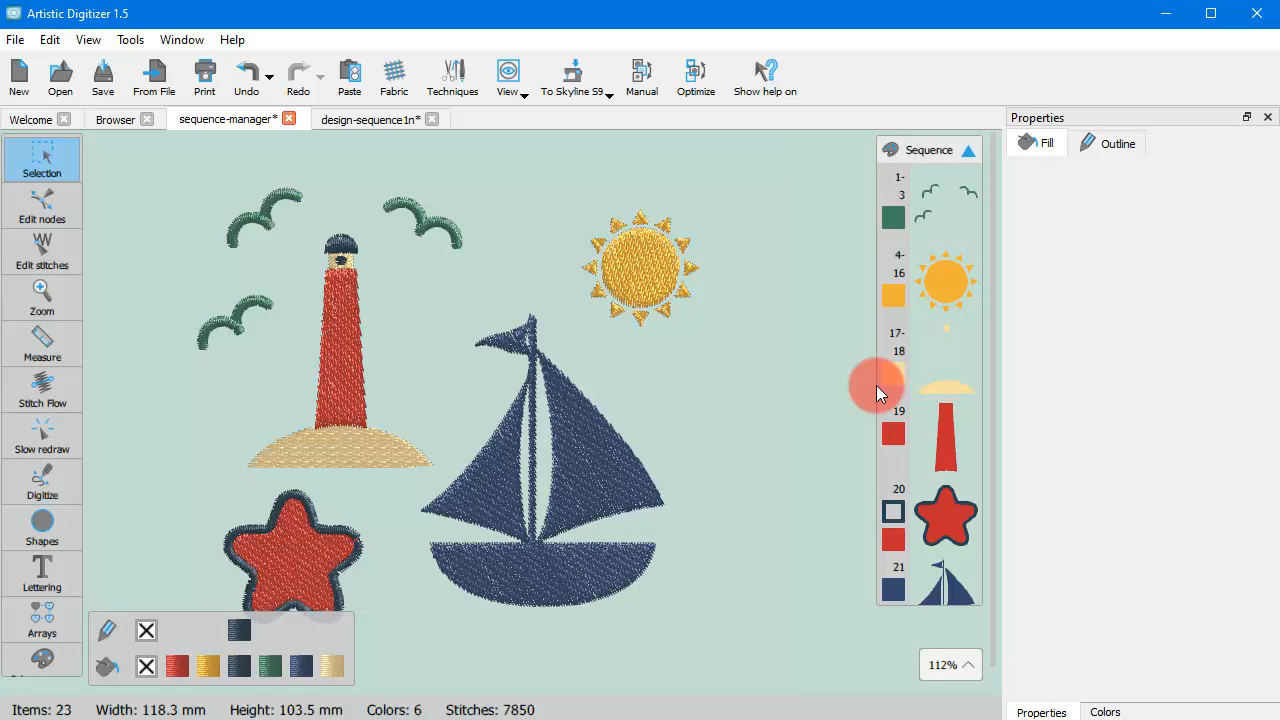 Artistic Digitizer 1.5
File Edit View Tools Window Help
New Open Save From File Print Undo Redo Paste Fabric Techniques View To Skyline S9 Manual Optimize Show help on
Welcome Browser sequence-manager* design-sequence1n*
Properties
Fill Outline
Selection
Edit nodes
Edit stitches
Zoom
Measure
Stitch Flow
Slow redraw
Digitize
Shapes
Lettering
Arrays
Sequence
1-
3
4-
16
17-
18
19
20
21
112%
Items: 23 Width: 118.3 mm Height: 103.5 mm Colors: 6 Stitches: 7850
Properties Colors